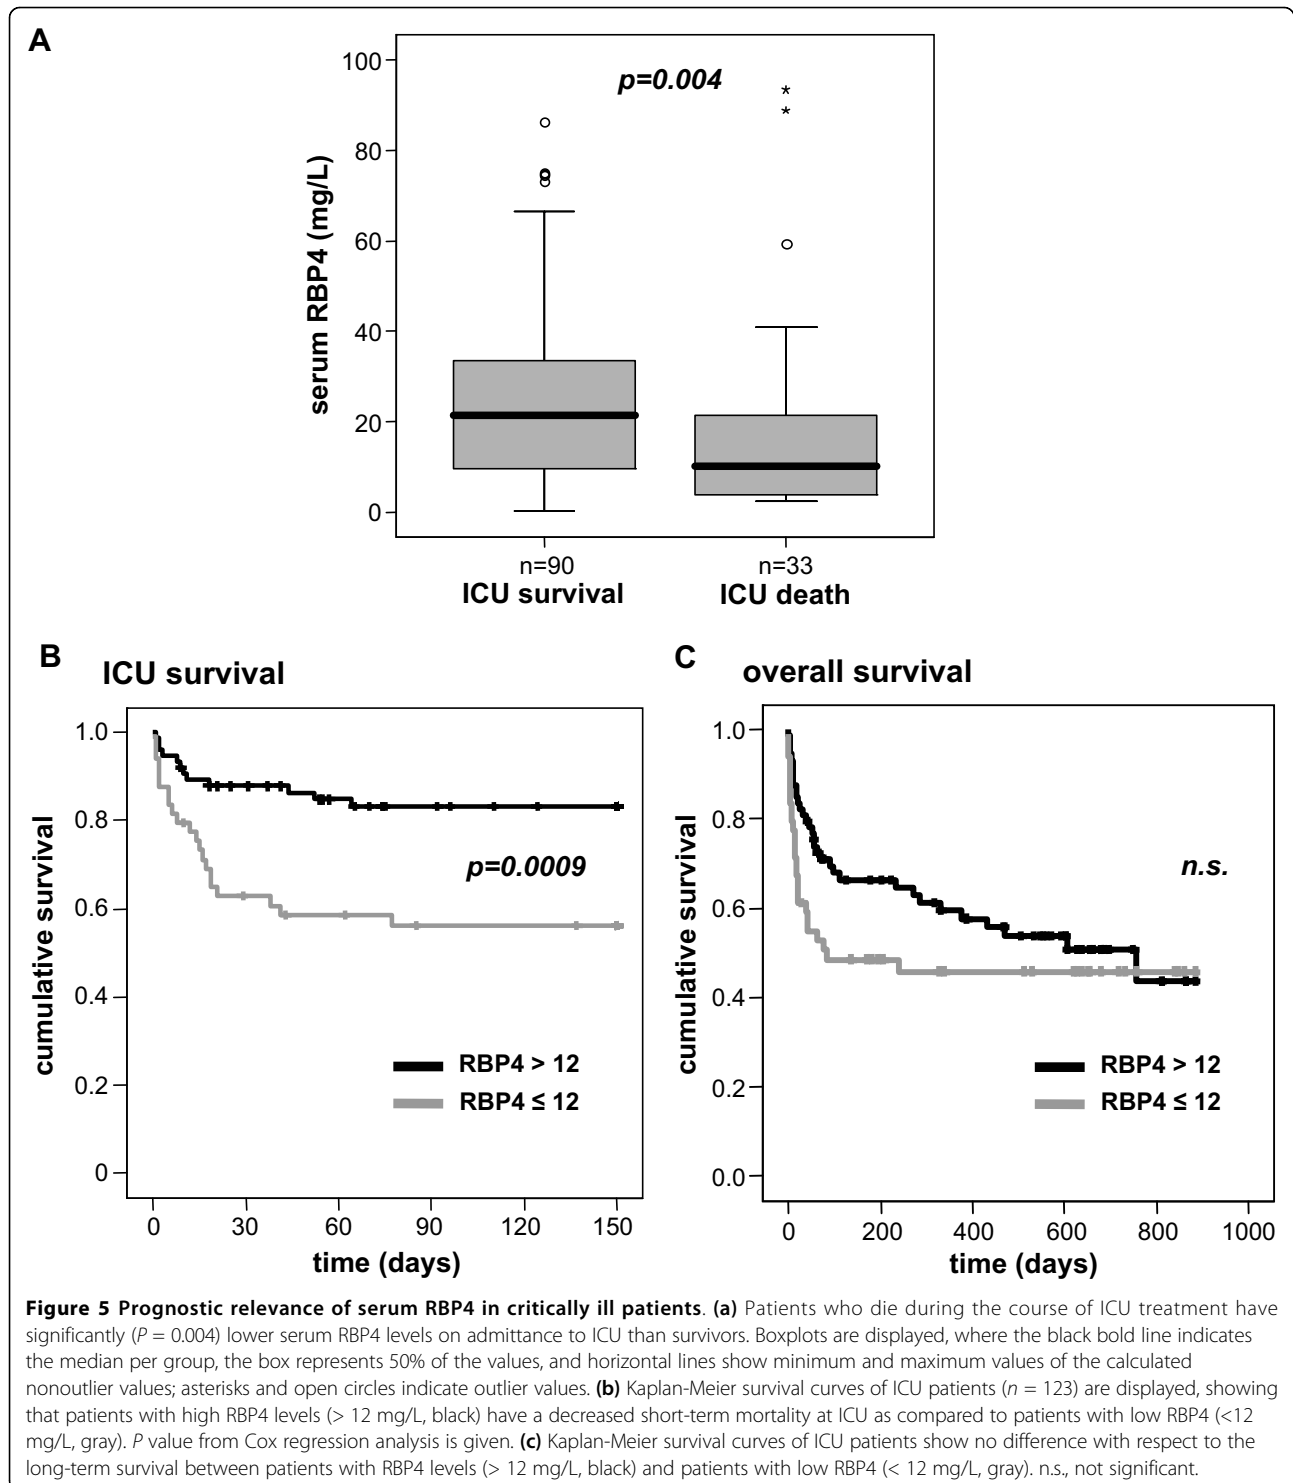 A
p=0.004
100
80
60
40
20
0
serum RBP4 (mg/L)
n=90
n=33
ICU survival
ICU death
B
ICU survival
1.0
0.8
0.6
0.4
0.2
0
cumulative survival
p=0.0009
RBP4 > 12
RBP4 ≤ 12
0 30 60 90 120 150
time (days)
C
overall survival
1.0
0.8
0.6
0.4
0.2
0.0
cumulative survival
n.s.
RBP4 > 12
RBP4 ≤ 12
0 200 400 600 800 1000
time (days)
Figure 5 Prognostic relevance of serum RBP4 in critically ill patients. (a) Patients who die during the course of ICU treatment have
significantly (P = 0.004) lower serum RBP4 levels on admittance to ICU than survivors. Boxplots are displayed, where the black bold line indicates
the median per group, the box represents 50% of the values, and horizontal lines show minimum and maximum values of the calculated
nonoutlier values; asterisks and open circles indicate outlier values. (b) Kaplan-Meier survival curves of ICU patients (n = 123) are displayed, showing
that patients with high RBP4 levels (> 12 mg/L, black) have a decreased short-term mortality at ICU as compared to patients with low RBP4 (<12
mg/L, gray). P value from Cox regression analysis is given. (c) Kaplan-Meier survival curves of ICU patients show no difference with respect to the
long-term survival between patients with RBP4 levels (> 12 mg/L, black) and patients with low RBP4 (< 12 mg/L, gray). n.s., not significant.